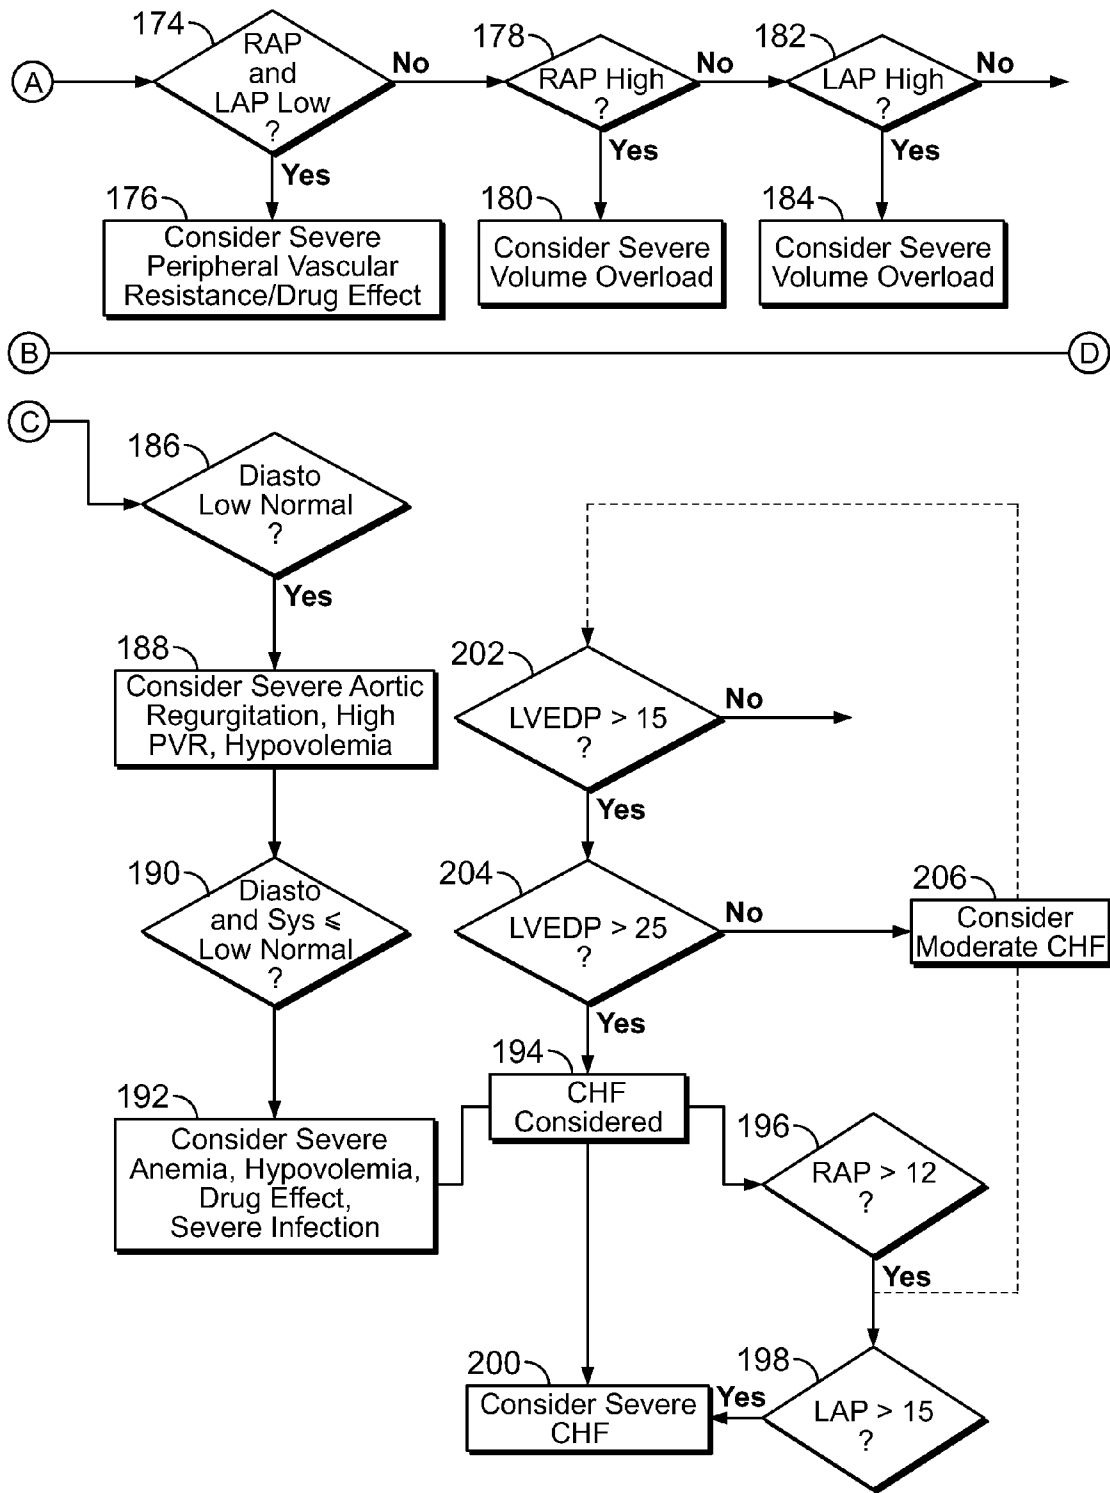 174
RAP
and
LAP Low
?
A
No
Yes
176
Consider Severe
Peripheral Vascular
Resistance/Drug Effect
178
RAP High
?
No
Yes
180
Consider Severe
Volume Overload
182
LAP High
?
No
Yes
184
Consider Severe
Volume Overload
B
D
C
186
Diasto
Low Normal
?
Yes
188
Consider Severe Aortic
Regurgitation, High
PVR, Hypovolemia
190
Diasto
and Sys ⩽
Low Normal
?
192
Consider Severe
Anemia, Hypovolemia,
Drug Effect,
Severe Infection
202
LVEDP > 15
?
No
Yes
204
LVEDP > 25
?
No
Yes
206
Consider
Moderate CHF
194
CHF
Considered
196
RAP > 12
?
Yes
198
LAP > 15
?
Yes
200
Consider Severe
CHF